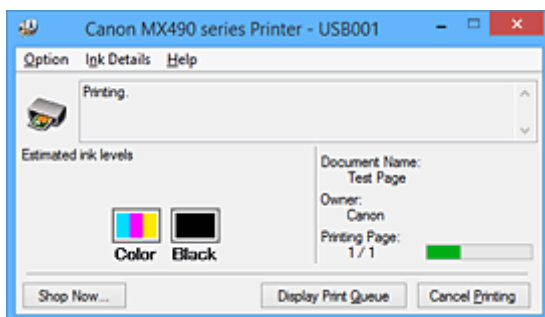 Canon MX490 series Printer - USB001
Option Ink Details Help
Printing.
Estimated ink levels
Document Name:
Test Page
Owner:
Canon
Printing Page:
1 / 1
Color Black
Shop Now... Display Print Queue Cancel Printing